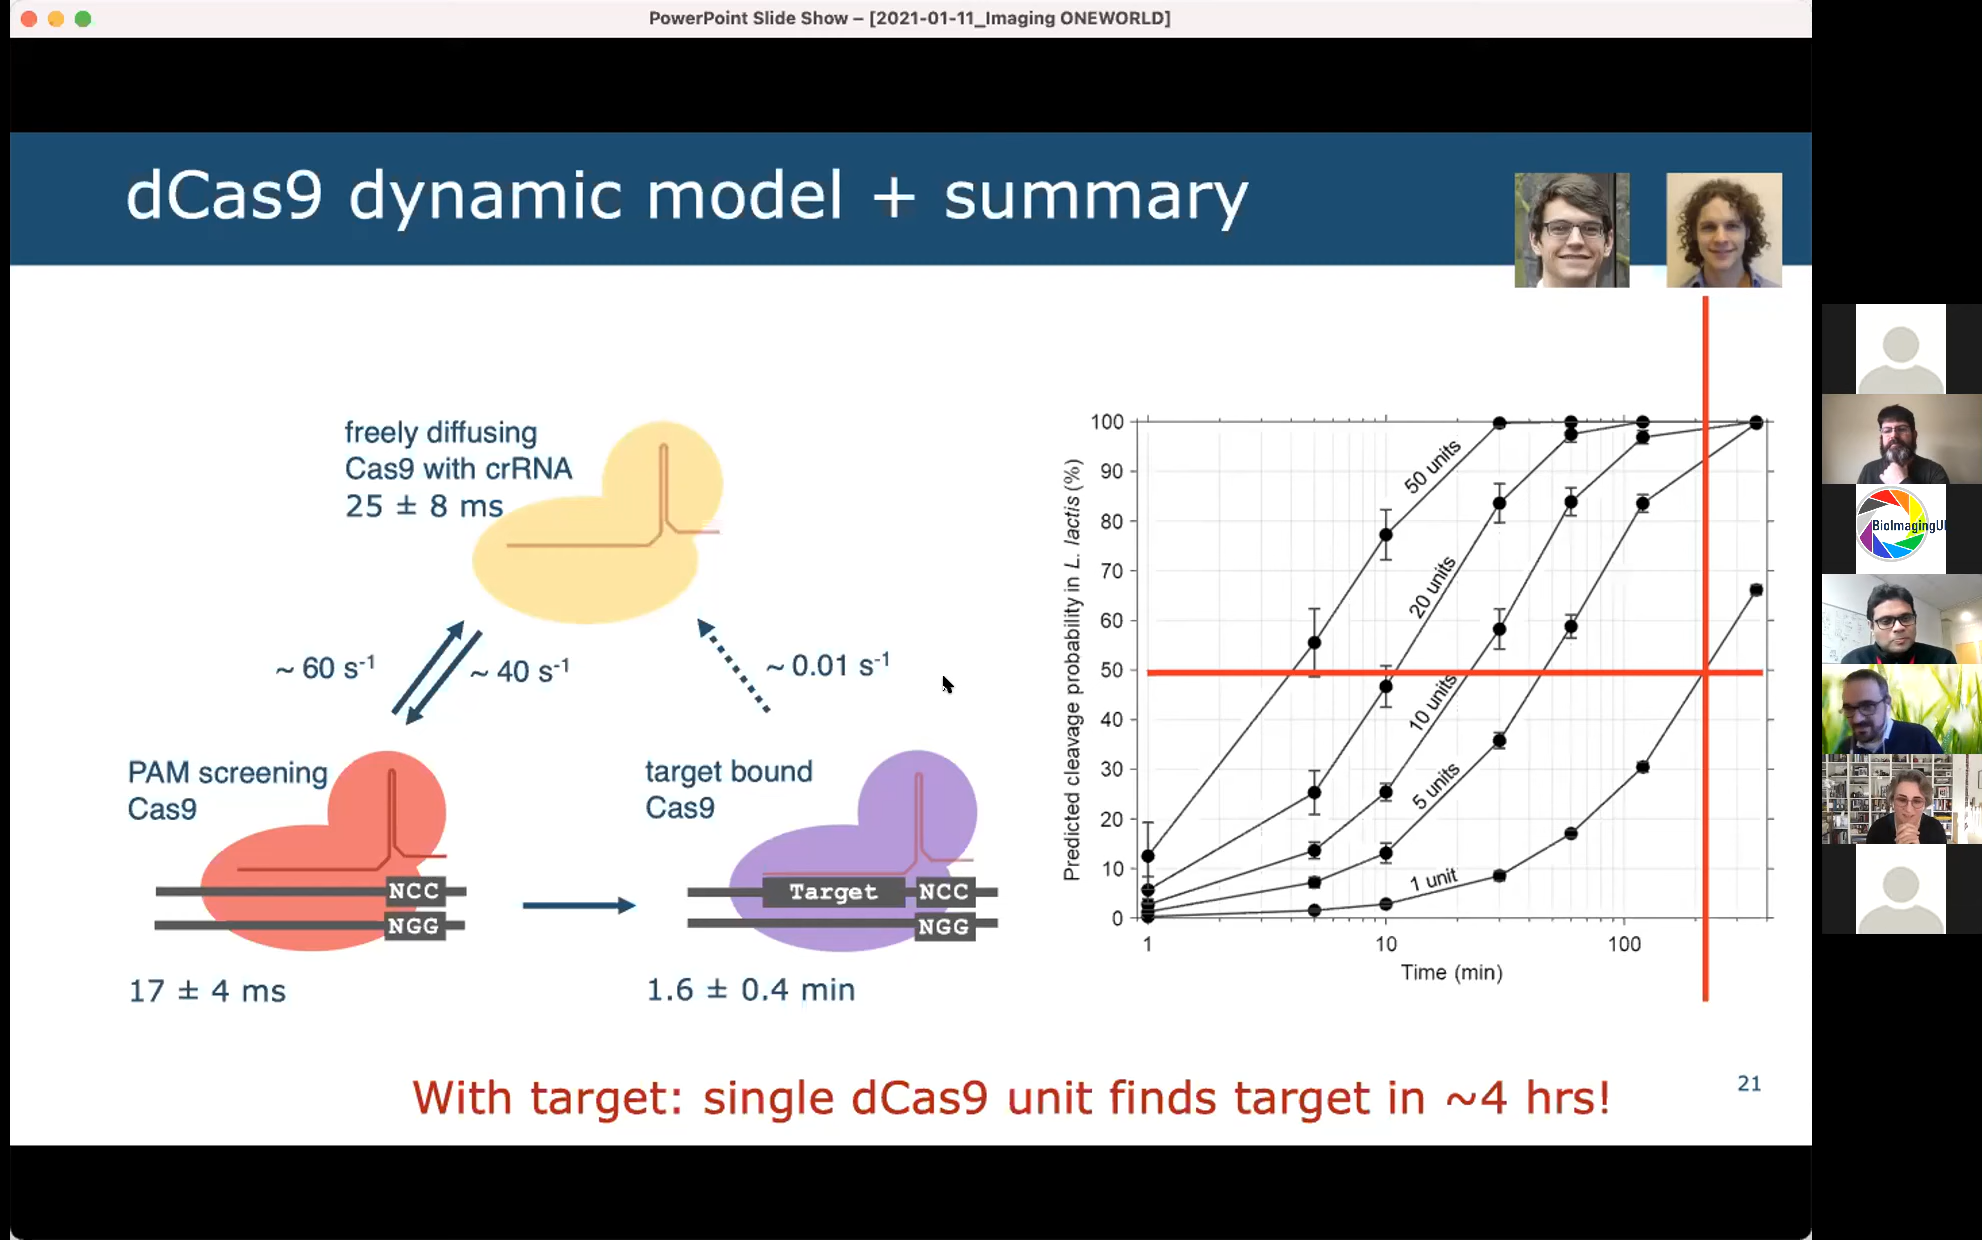 PowerPoint Slide Show – [2021-01-11_Imaging ONEWORLD]
dCas9 dynamic model + summary
freely diffusing
Cas9 with crRNA
25 ± 8 ms
~ 60 s-1
~ 40 s-1
~ 0.01 s-1
PAM screening
Cas9
NCC
NGG
17 ± 4 ms
target bound
Cas9
Target
NCC
NGG
1.6 ± 0.4 min
Predicted cleavage probability in L. lactis (%)
100
90
80
70
60
50
40
30
20
10
0
50 units
20 units
10 units
5 units
1 unit
1
10
100
Time (min)
With target: single dCas9 unit finds target in ~4 hrs!
21
BioImagingUK